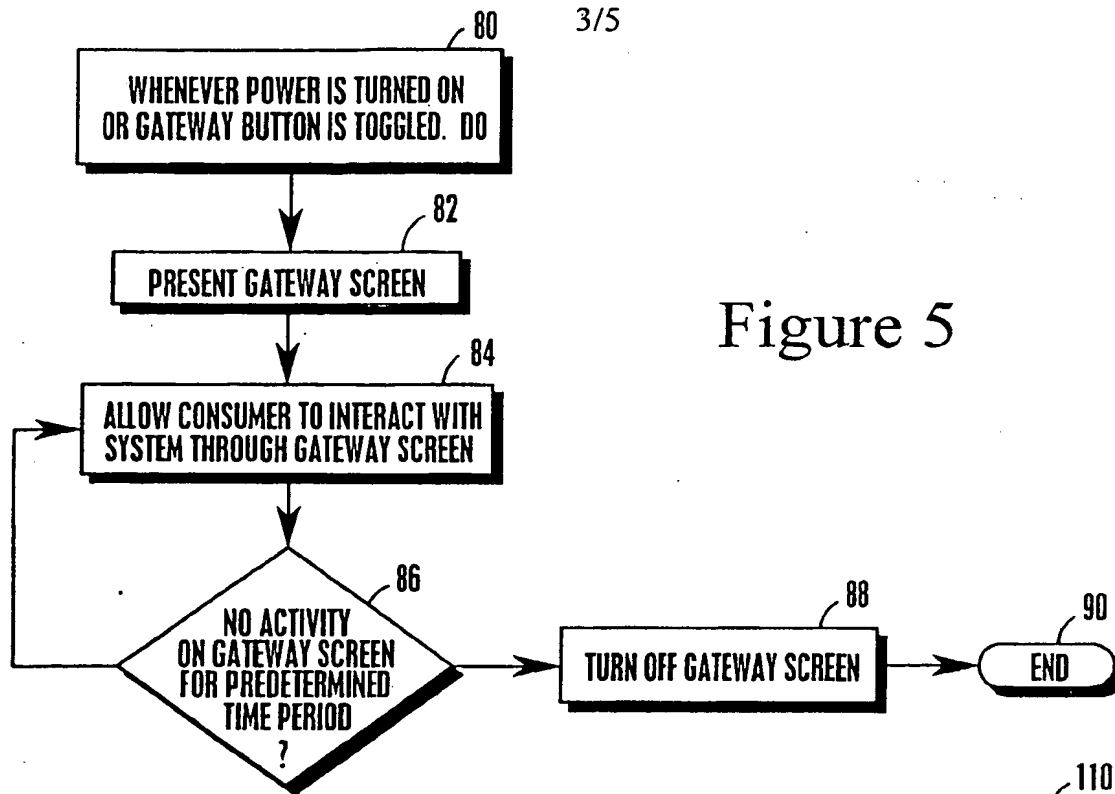 3/5
80
WHENEVER POWER IS TURNED ON
OR GATEWAY BUTTON IS TOGGLED. DO
82
PRESENT GATEWAY SCREEN
Figure 5
84
ALLOW CONSUMER TO INTERACT WITH
SYSTEM THROUGH GATEWAY SCREEN
86
NO ACTIVITY
ON GATEWAY SCREEN
FOR PREDETERMINED
TIME PERIOD
?
88
TURN OFF GATEWAY SCREEN
90
END
110